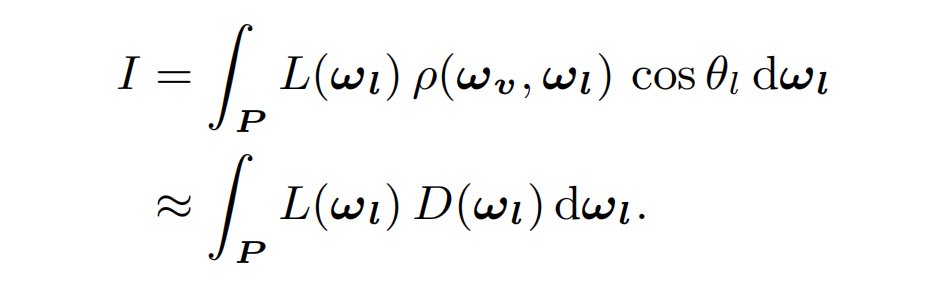 I = ∫_P L(ω_l) ρ(ω_v, ω_l) cos θ_l dω_l
≈ ∫_P L(ω_l) D(ω_l) dω_l.